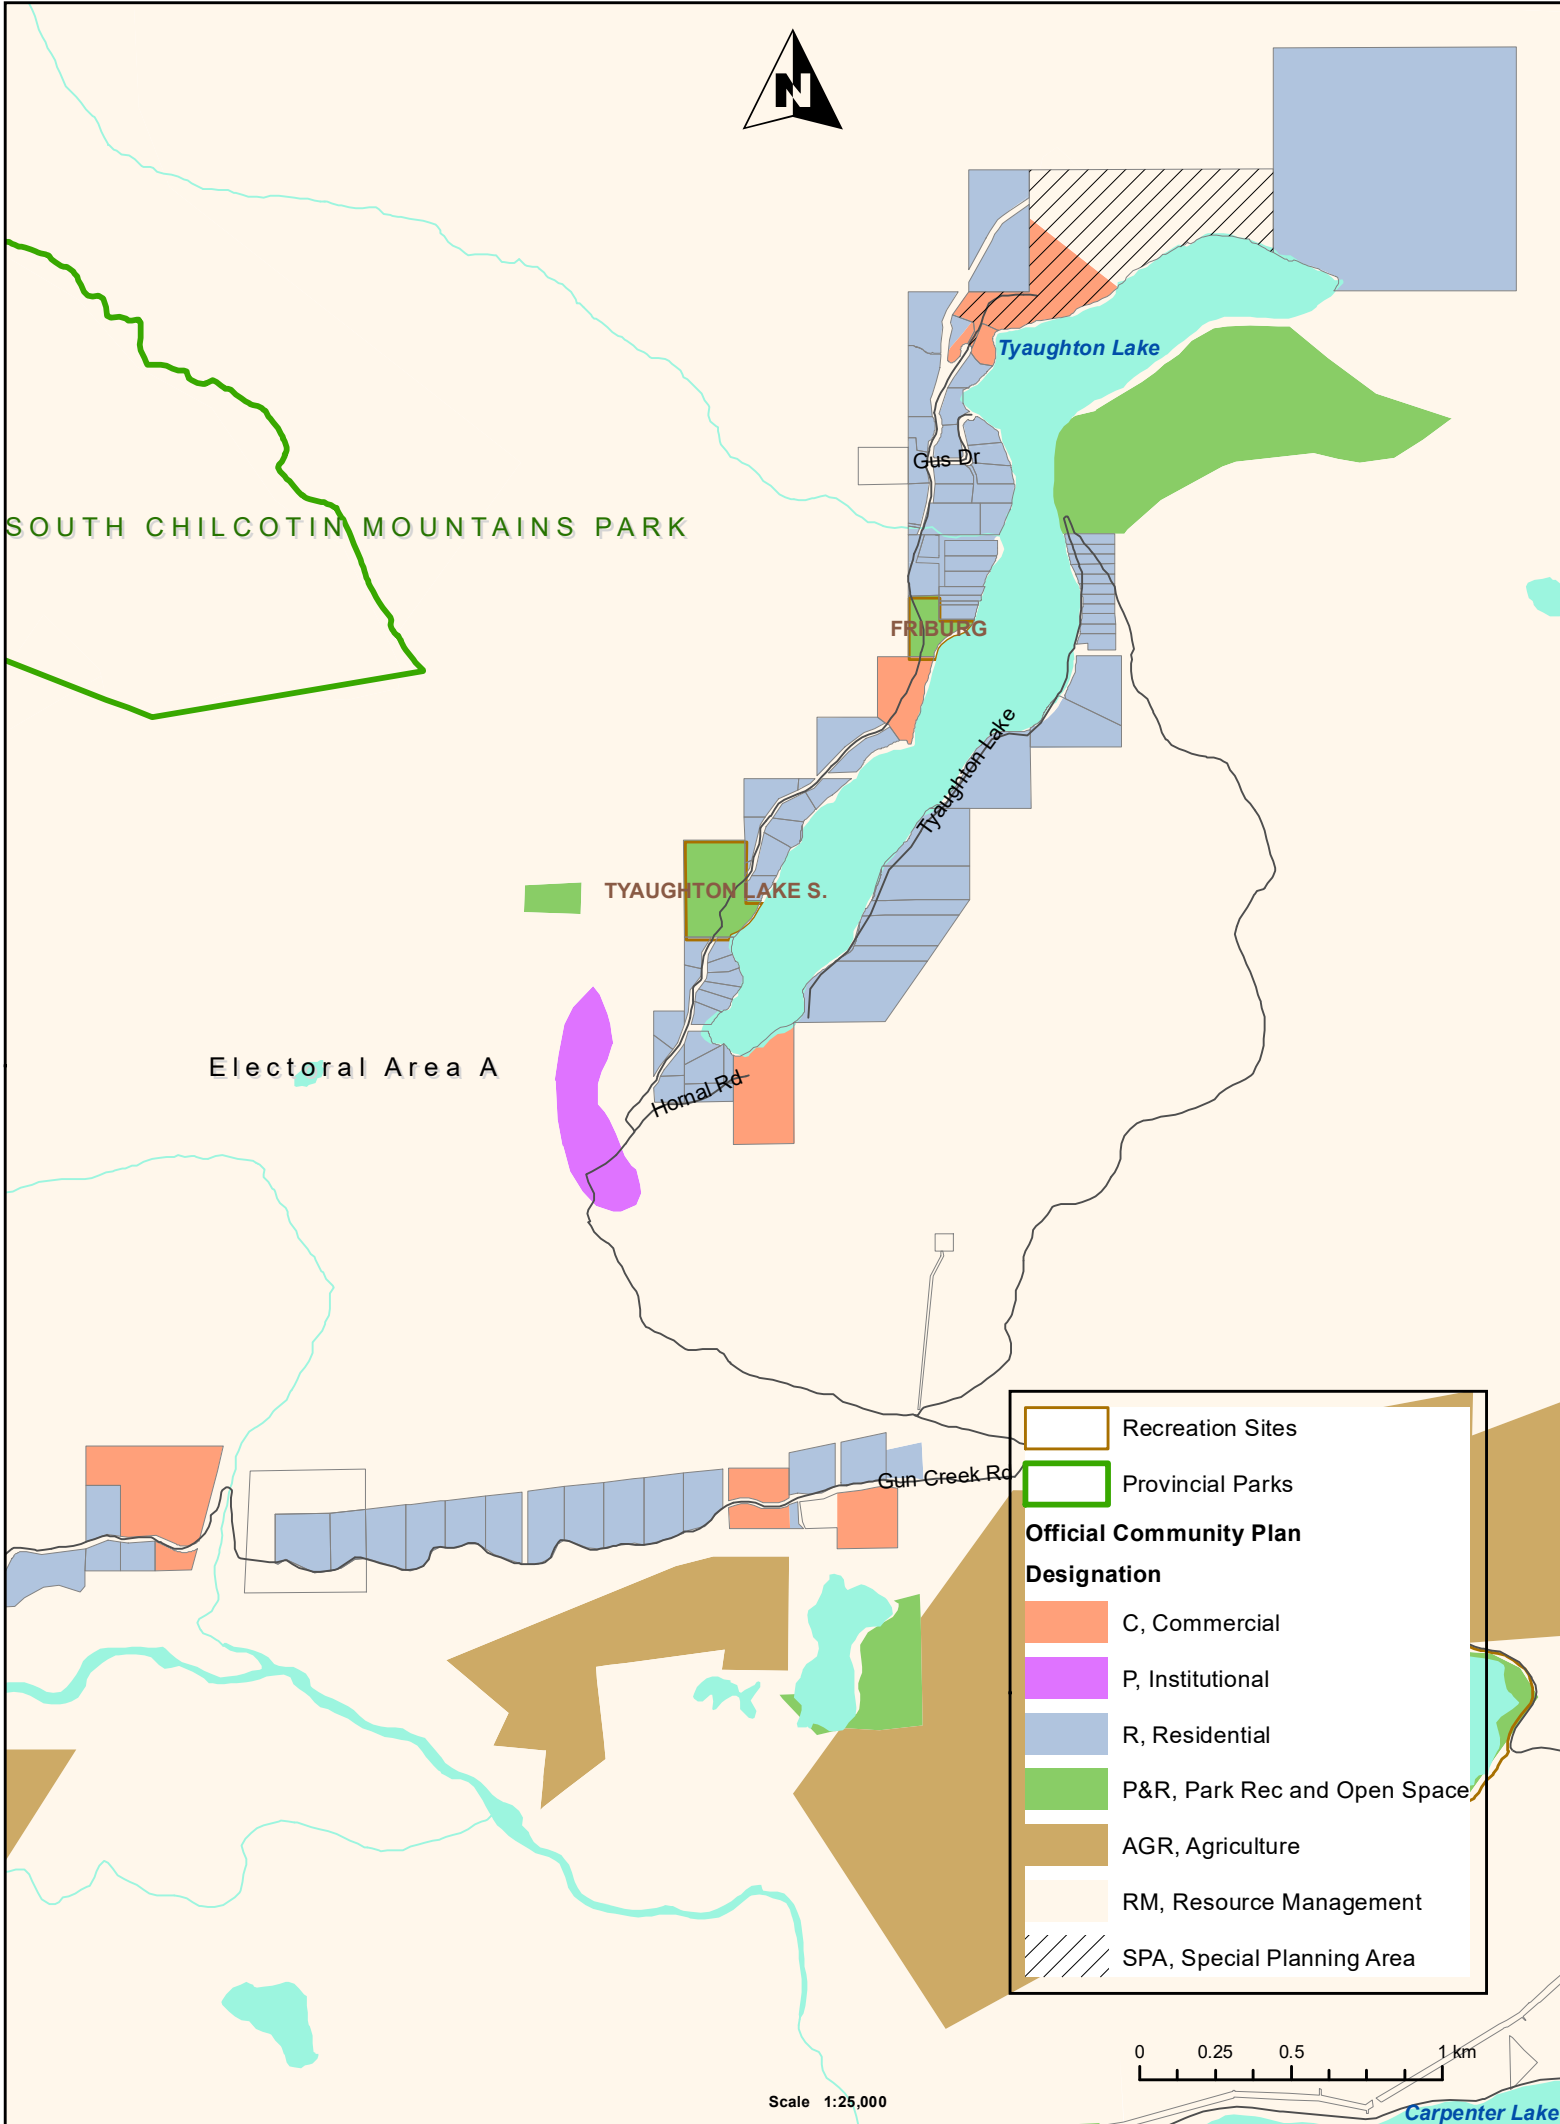 N
Tyaughton Lake
Gus Dr
SOUTH CHILCOTIN MOUNTAINS PARK
FRIBURG
Tyaughton Lake
TYAUGHTON LAKE S.
Electoral Area A
Hornal Rd
Gun Creek Rd
Recreation Sites
Provincial Parks
Official Community Plan
Designation
C, Commercial
P, Institutional
R, Residential
P&R, Park Rec and Open Space
AGR, Agriculture
RM, Resource Management
SPA, Special Planning Area
0 0.25 0.5 1 km
Scale 1:25,000
Carpenter Lake